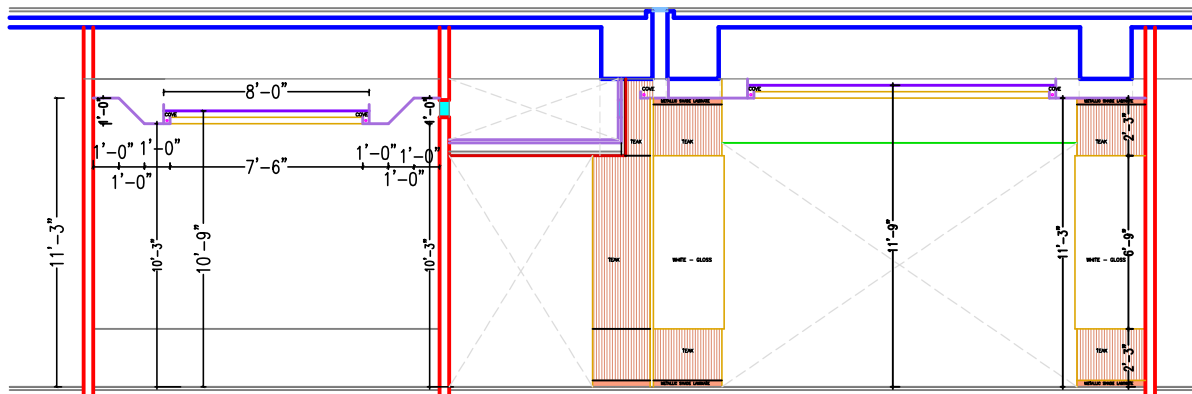 8'-0"
1'-0"
1'-0"
COVE
COVE
1'-0"
1'-0"
1'-0"
1'-0"
1'-0"
7'-6"
1'-0"
11'-3"
10'-3"
10'-9"
10'-3"
COVE
TEAK
TEAK
METALLIC SHADE LAMINATE
TEAK
WHITE - GLOSS
TEAK
METALLIC SHADE LAMINATE
COVE
COVE
11'-9"
11'-3"
METALLIC SHADE LAMINATE
TEAK
2'-3"
WHITE - GLOSS
6'-9"
TEAK
2'-3"
METALLIC SHADE LAMINATE